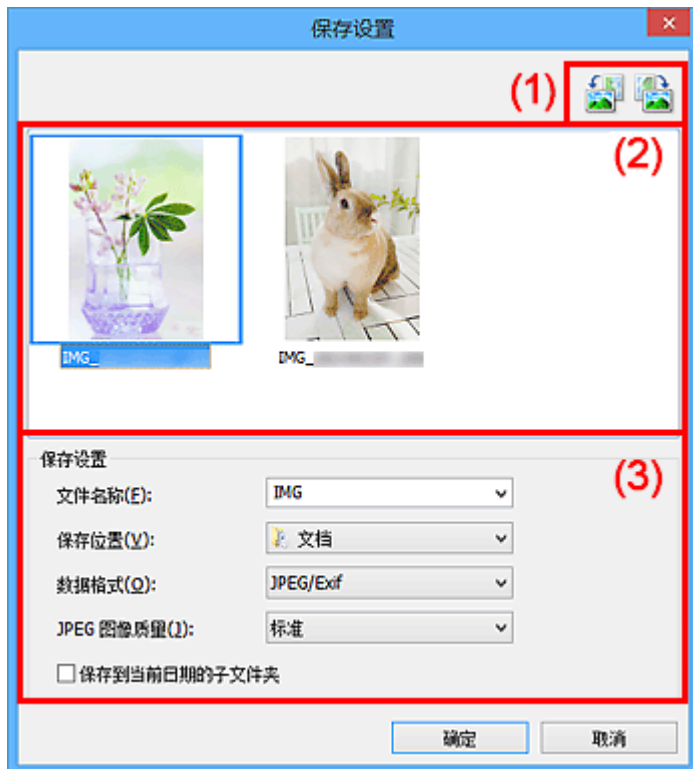 保存设置
(1)
(2)
IMG_
IMG_
保存设置
(3)
文件名称(F): IMG
保存位置(V): 文档
数据格式(O): JPEG/Exif
JPEG 图像质量(J): 标准
保存到当前日期的子文件夹
确定 取消